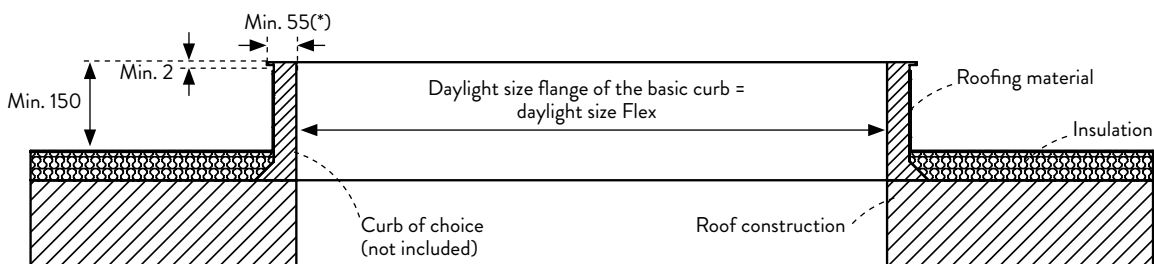 Min. 55(*)
Min. 2
Min. 150
Daylight size flange of the basic curb =
daylight size Flex
Roofing material
Insulation
Curb of choice
(not included)
Roof construction